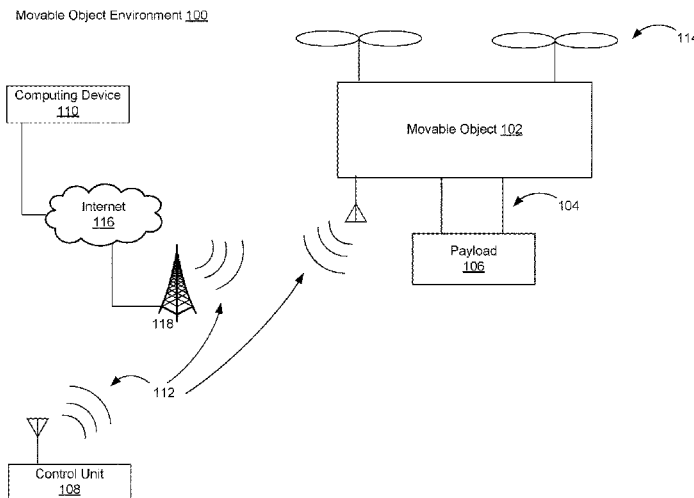 Movable Object Environment 100
114
Computing Device
110
Movable Object 102
Internet
116
104
Payload
106
118
112
Control Unit
108